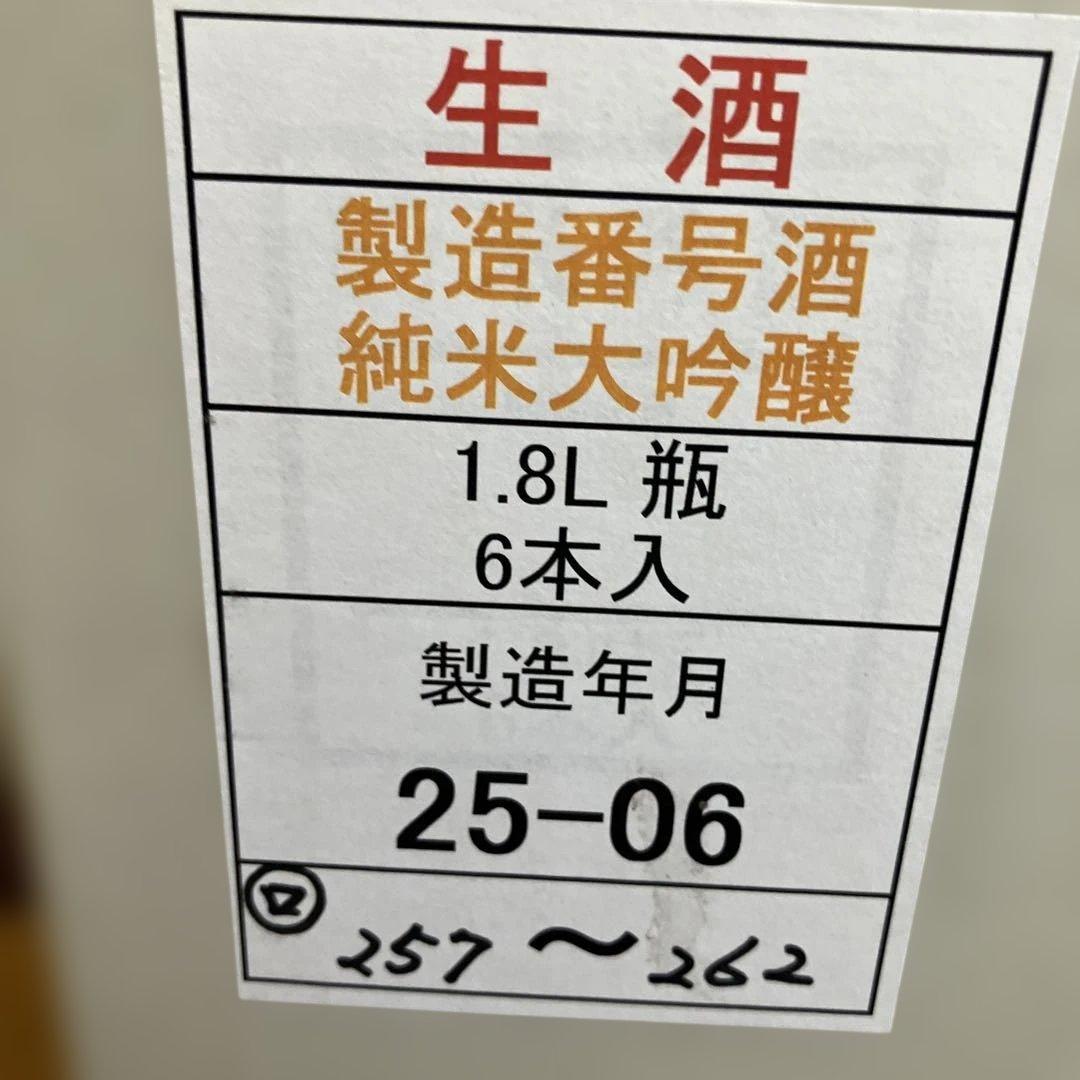 生 酒
製造番号酒
純米大吟醸
1.8L 瓶
6本入
製造年月
25-06
㋺ 257 ～ 262